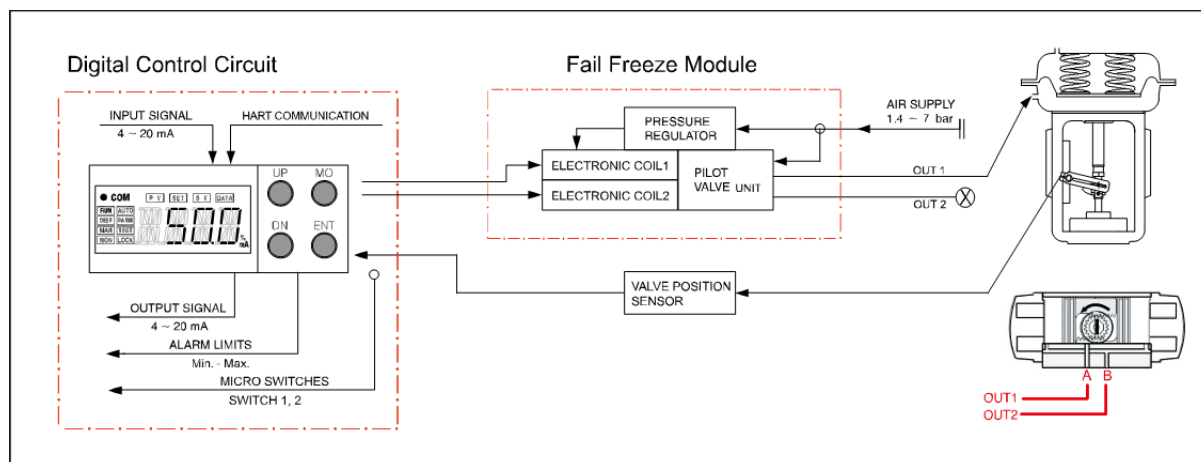 Digital Control Circuit
Fail Freeze Module
INPUT SIGNAL
4 ~ 20 mA
HART COMMUNICATION
UP MO
DN ENT
COM
P V SET S V DATA
RUN AUTO
DISP PARM
MAN TEST
MON LOCK
50.0
%
mA
OUTPUT SIGNAL
4 ~ 20 mA
ALARM LIMITS
Min. - Max.
MICRO SWITCHES
SWITCH 1, 2
PRESSURE
REGULATOR
ELECTRONIC COIL1
ELECTRONIC COIL2
PILOT
VALVE UNIT
AIR SUPPLY
1.4 ~ 7 bar
OUT 1
OUT 2
VALVE POSITION
SENSOR
A B
OUT1
OUT2